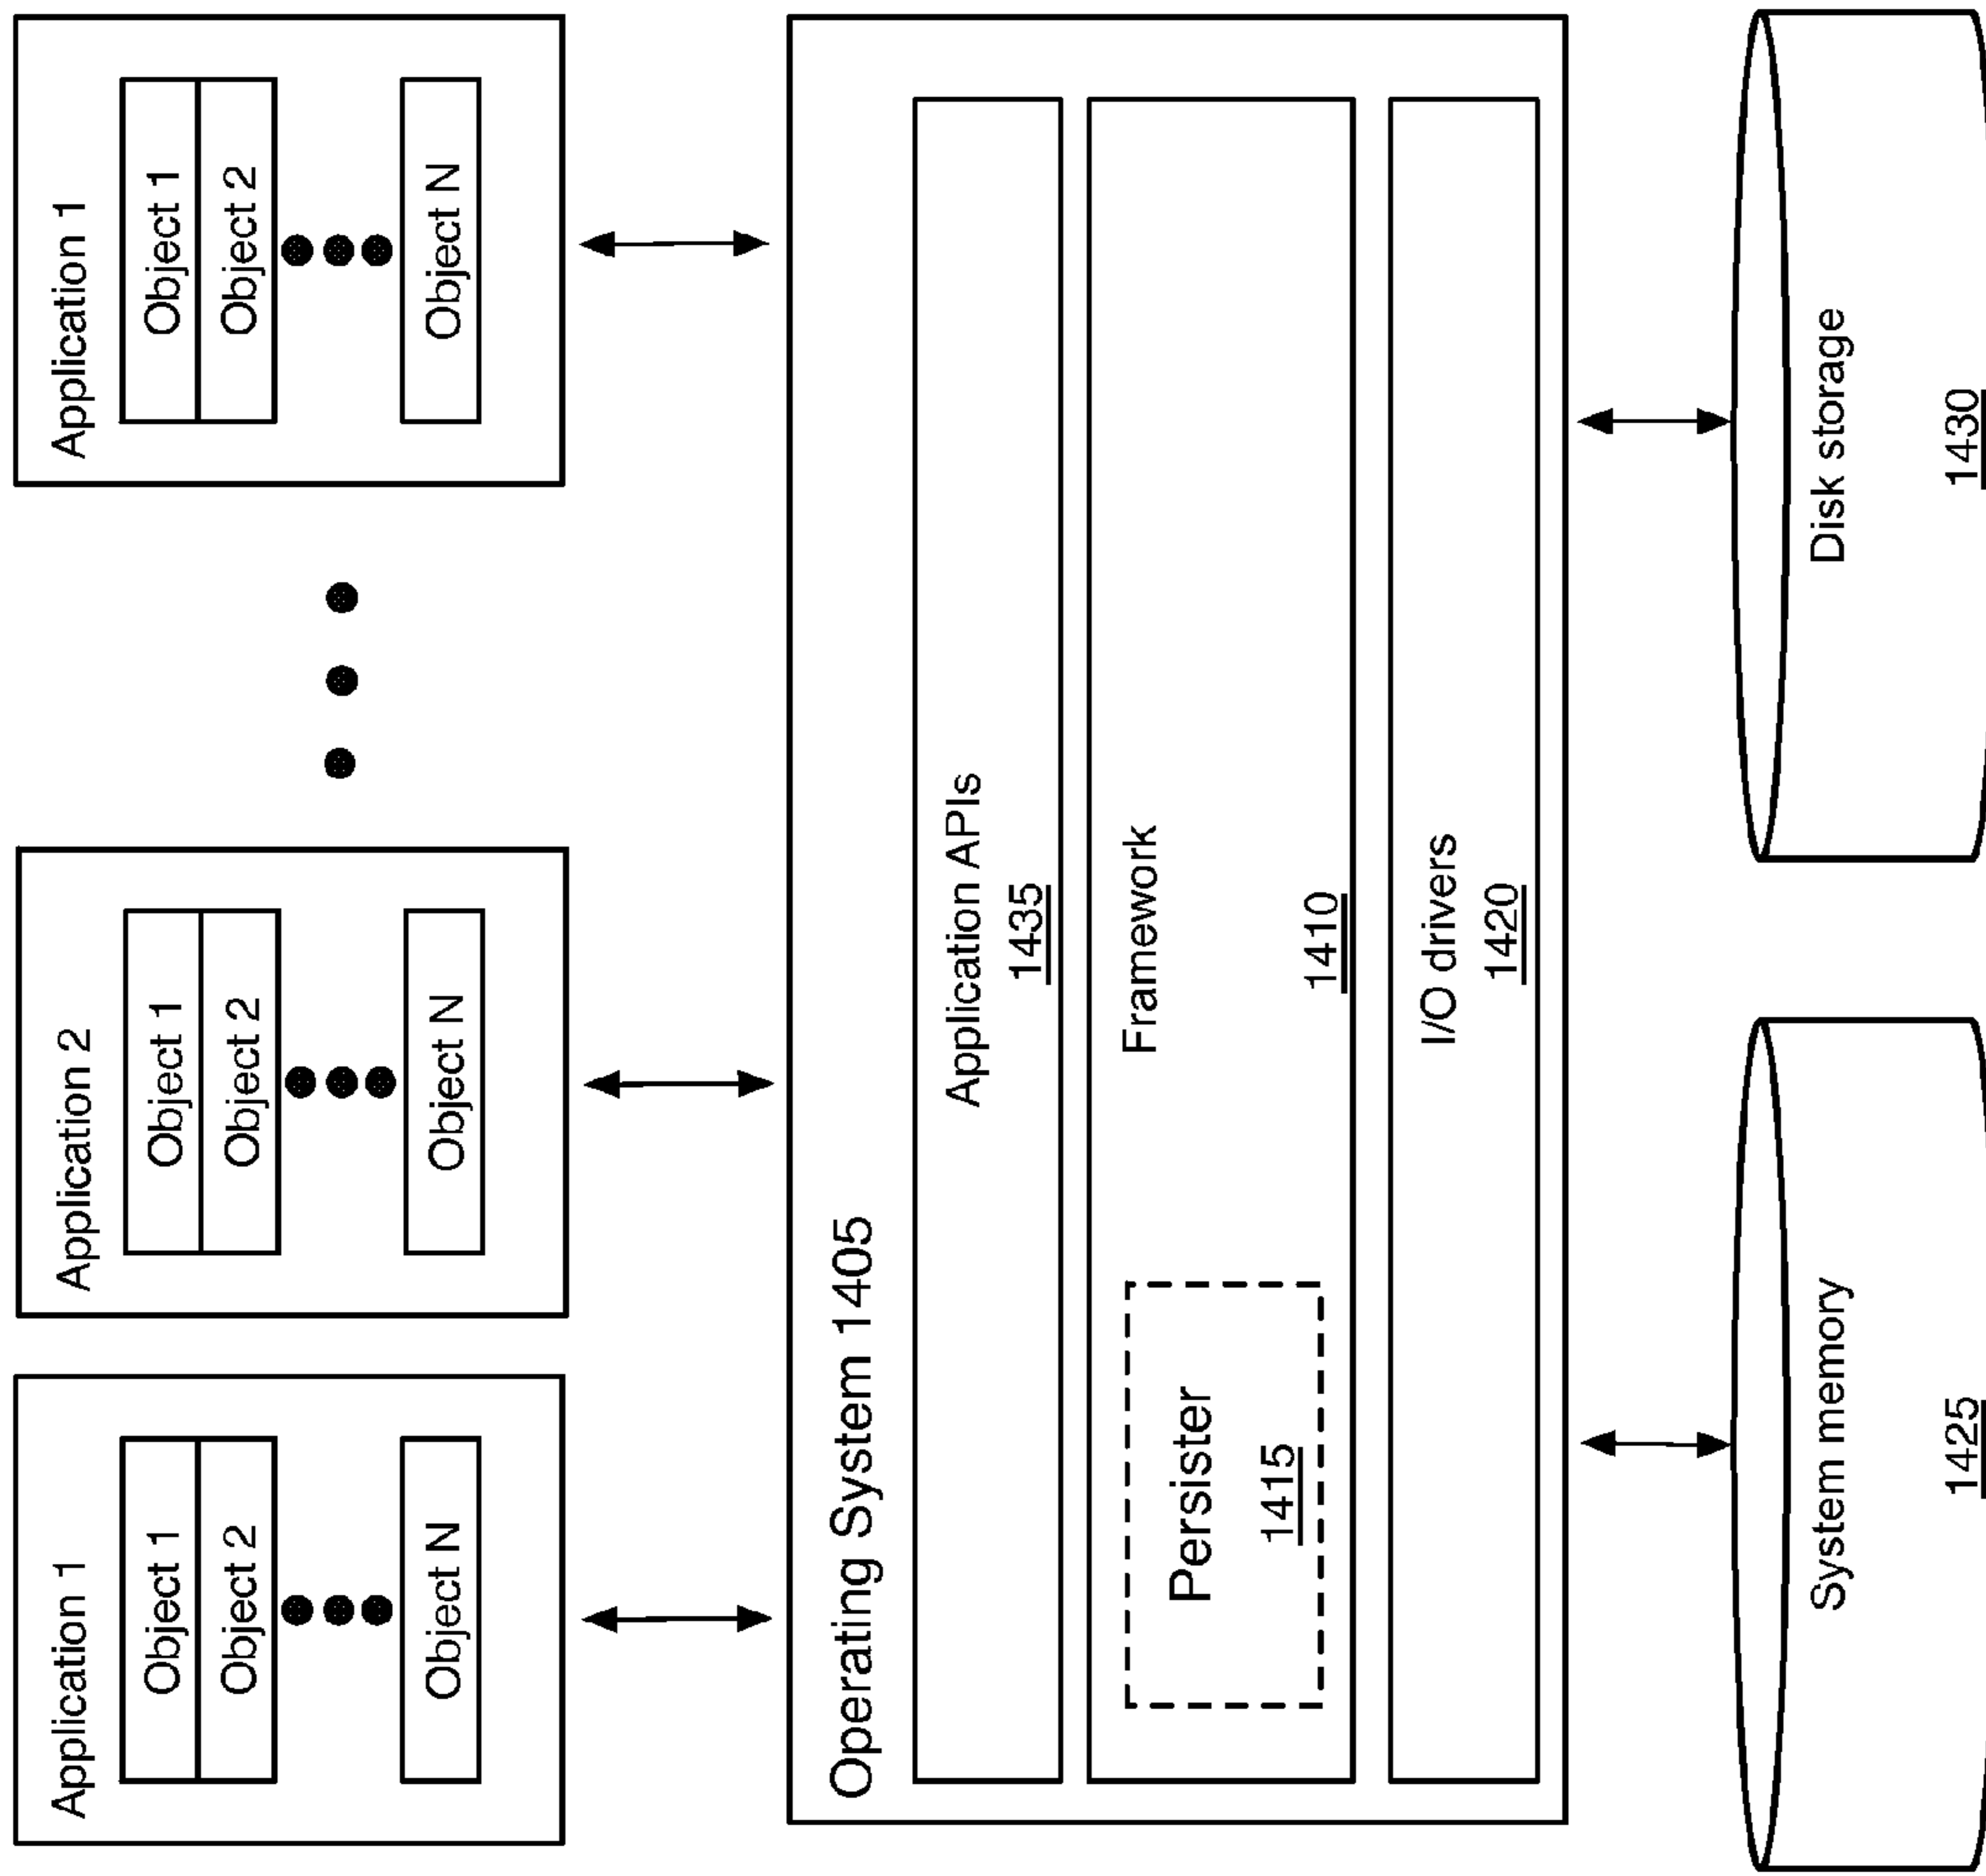 Application 1
Object 1
Object 2
Object N
Application 2
Object 1
Object 2
Object N
Application 1
Object 1
Object 2
Object N
Operating System 1405
Application APIs
1435
Framework
1410
Persister
1415
I/O drivers
1420
System memory
1425
Disk storage
1430